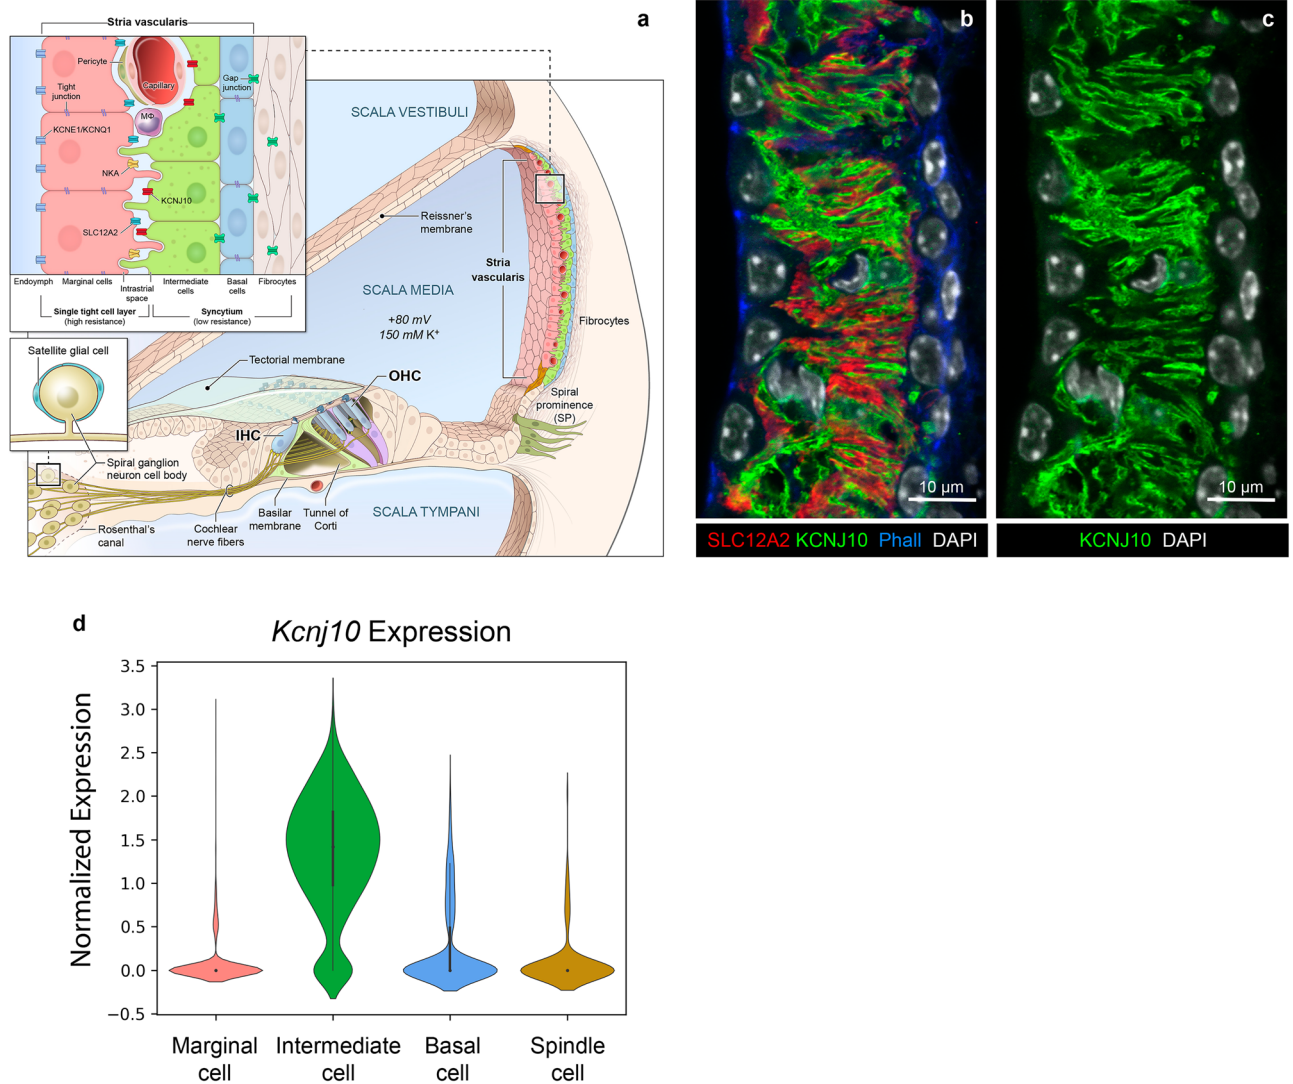 a
Stria vascularis
Pericyte
Capillary
Gap
junction
Tight
junction
MΦ
KCNE1/KCNQ1
NKA
KCNJ10
SLC12A2
Endoymph
Marginal cells
Intrastrial
space
Intermediate
cells
Basal
cells
Fibrocytes
Single tight cell layer
(high resistance)
Syncytium
(low resistance)
SCALA VESTIBULI
Reissner's
membrane
Stria
vascularis
SCALA MEDIA
+80 mV
150 mM K+
Fibrocytes
Tectorial membrane
OHC
IHC
Spiral
prominence
(SP)
Satellite glial cell
Spiral ganglion
neuron cell body
Rosenthal's
canal
Cochlear
nerve fibers
Basilar
membrane
Tunnel of
Corti
SCALA TYMPANI
b
10 µm
SLC12A2 KCNJ10 Phall DAPI
c
10 µm
KCNJ10 DAPI
d
Kcnj10 Expression
Normalized Expression
3.5
3.0
2.5
2.0
1.5
1.0
0.5
0.0
−0.5
Marginal
cell
Intermediate
cell
Basal
cell
Spindle
cell